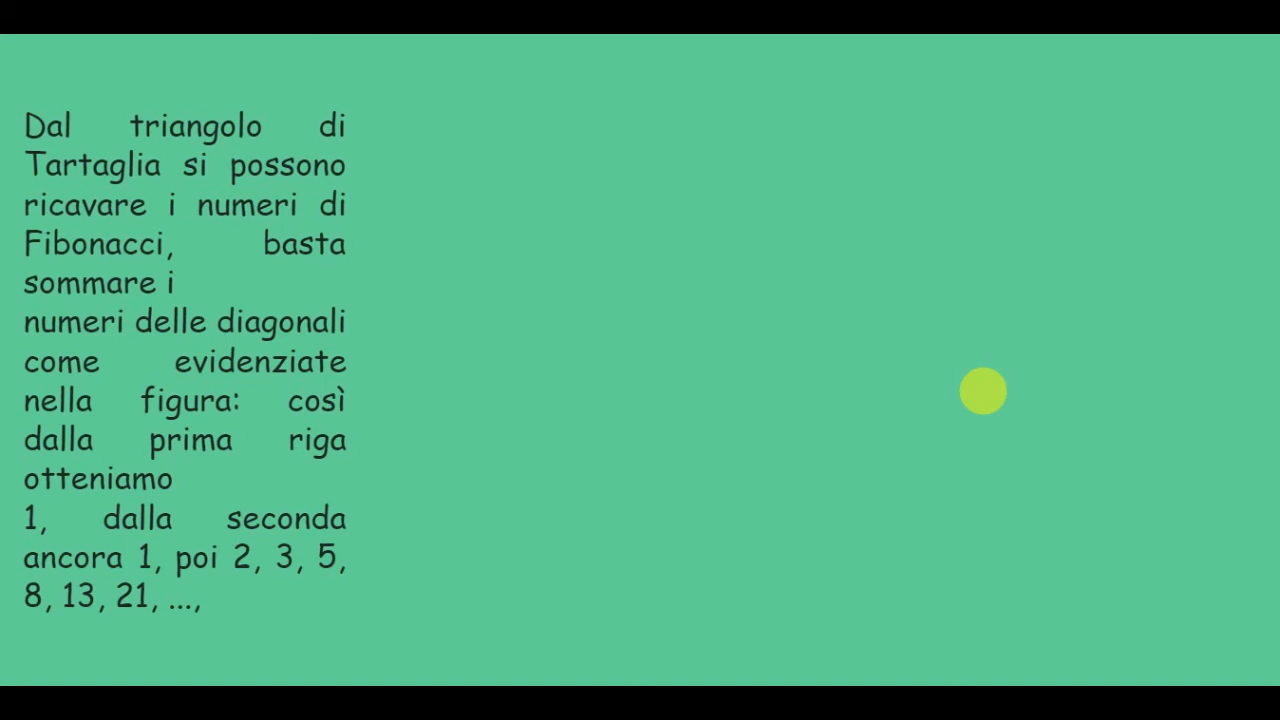 Dal triangolo di
Tartaglia si possono
ricavare i numeri di
Fibonacci, basta
sommare i
numeri delle diagonali
come evidenziate
nella figura: così
dalla prima riga
otteniamo
1, dalla seconda
ancora 1, poi 2, 3, 5,
8, 13, 21, ...,